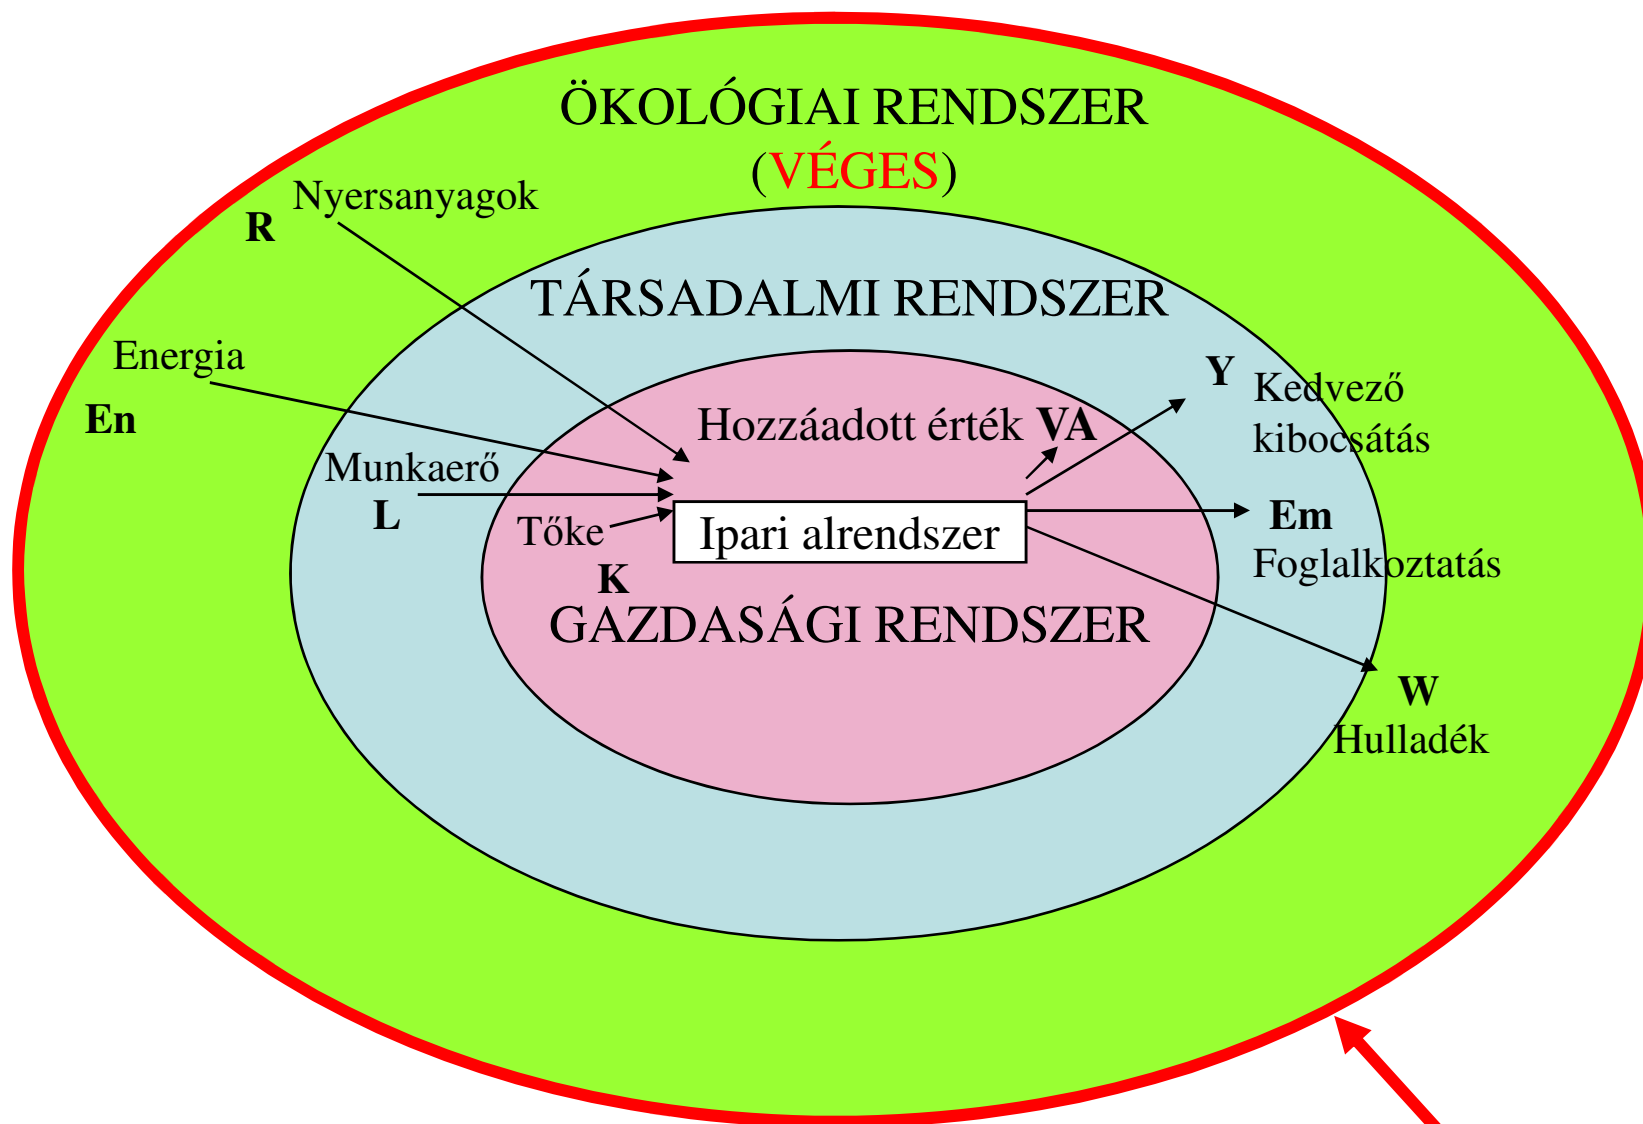 ÖKOLÓGIAI RENDSZER
(VÉGES)
Nyersanyagok
R
TÁRSADALMI RENDSZER
Energia
En
Y
Kedvező
kibocsátás
Hozzáadott érték VA
Munkaerő
L
Tőke
K
Ipari alrendszer
Em
Foglalkoztatás
GAZDASÁGI RENDSZER
W
Hulladék